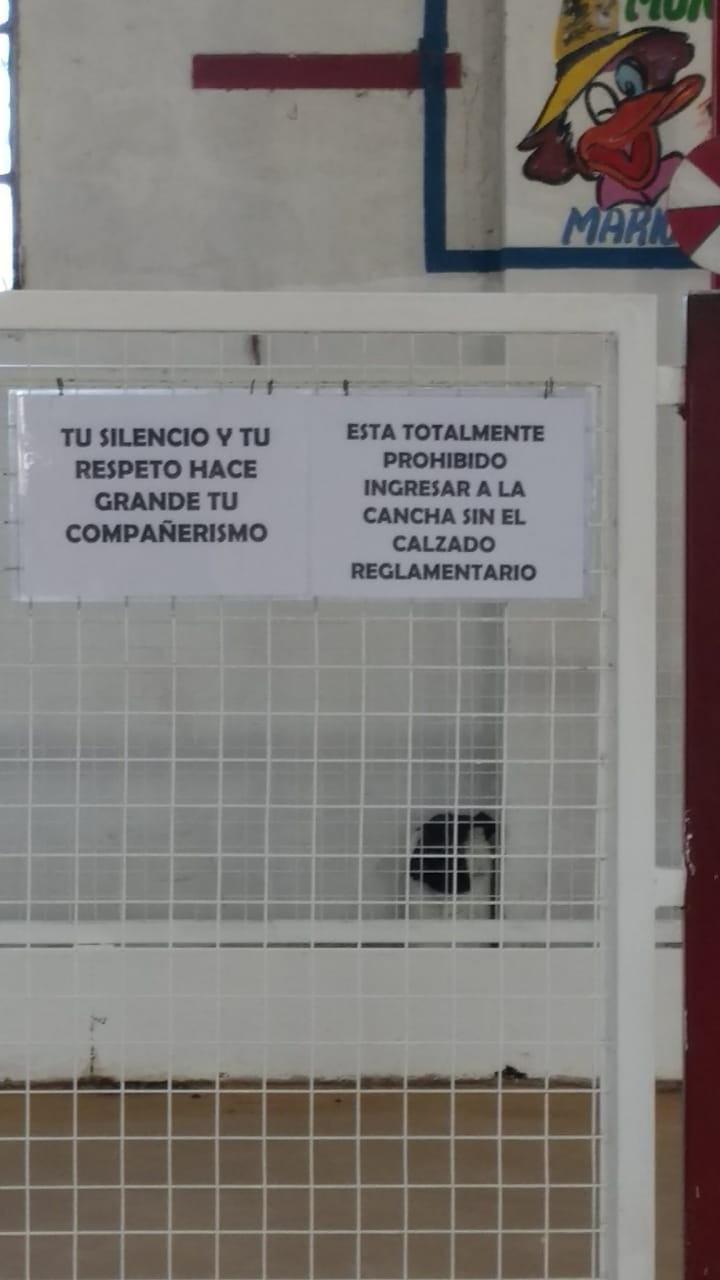 TU SILENCIO Y TU
RESPETO HACE
GRANDE TU
COMPAÑERISMO
ESTA TOTALMENTE
PROHIBIDO
INGRESAR A LA
CANCHA SIN EL
CALZADO
REGLAMENTARIO